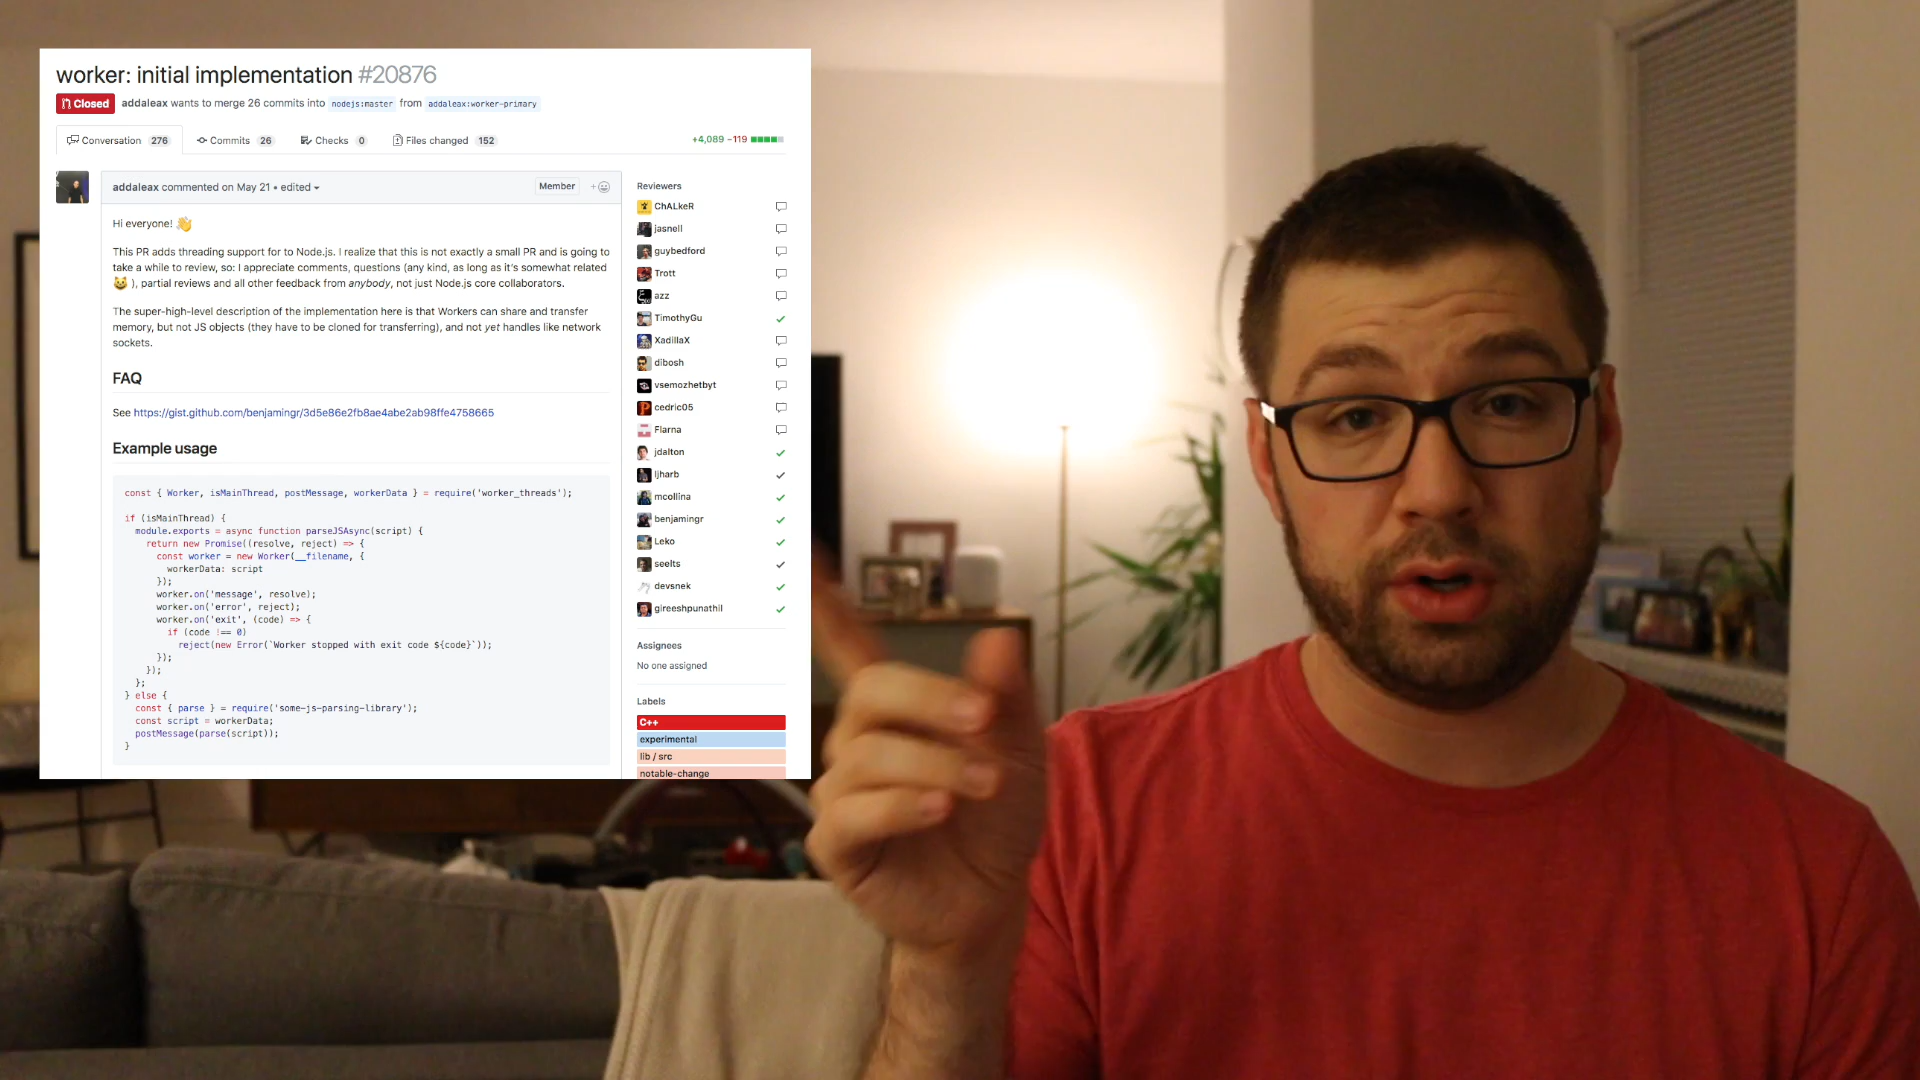 worker: initial implementation #20876
Closed addaleax wants to merge 26 commits into nodejs:master from addaleax:worker-primary
Conversation 276 Commits 26 Checks 0 Files changed 152 +4,089 −119
addaleax commented on May 21 • edited Member
Hi everyone! 👋
This PR adds threading support for to Node.js. I realize that this is not exactly a small PR and is going to
take a while to review, so: I appreciate comments, questions (any kind, as long as it's somewhat related
😺 ), partial reviews and all other feedback from anybody, not just Node.js core collaborators.
The super-high-level description of the implementation here is that Workers can share and transfer
memory, but not JS objects (they have to be cloned for transferring), and not yet handles like network
sockets.
FAQ
See https://gist.github.com/benjamingr/3d5e86e2fb8ae4abe2ab98ffe4758665
Example usage
const { Worker, isMainThread, postMessage, workerData } = require('worker_threads');
if (isMainThread) {
module.exports = async function parseJSAsync(script) {
return new Promise((resolve, reject) => {
const worker = new Worker(__filename, {
workerData: script
});
worker.on('message', resolve);
worker.on('error', reject);
worker.on('exit', (code) => {
if (code !== 0)
reject(new Error(`Worker stopped with exit code ${code}`));
});
});
};
} else {
const { parse } = require('some-js-parsing-library');
const script = workerData;
postMessage(parse(script));
}
Reviewers
ChALkeR
jasnell
guybedford
Trott
azz
TimothyGu
XadillaX
dibosh
vsemozhetbyt
cedric05
Flarna
jdalton
ljharb
mcollina
benjamingr
Leko
seelts
devsnek
gireeshpunathil
Assignees
No one assigned
Labels
C++
experimental
lib / src
notable-change